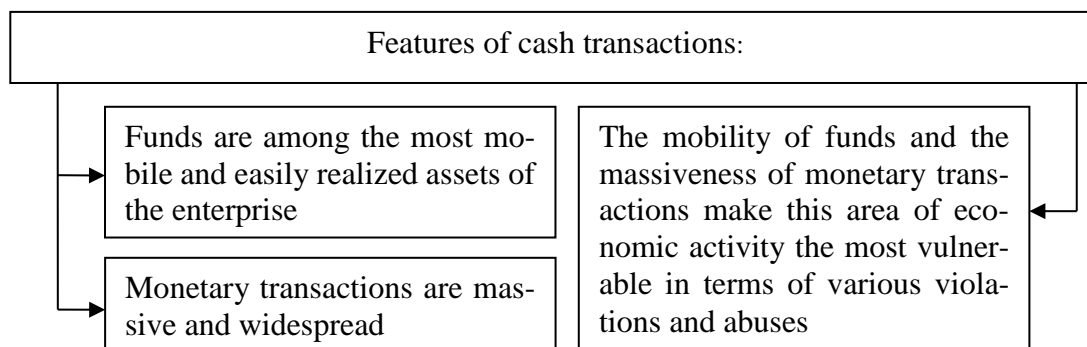 Features of cash transactions:
Funds are among the most mo-
bile and easily realized assets of
the enterprise
Monetary transactions are mas-
sive and widespread
The mobility of funds and the
massiveness of monetary trans-
actions make this area of eco-
nomic activity the most vulner-
able in terms of various viola-
tions and abuses